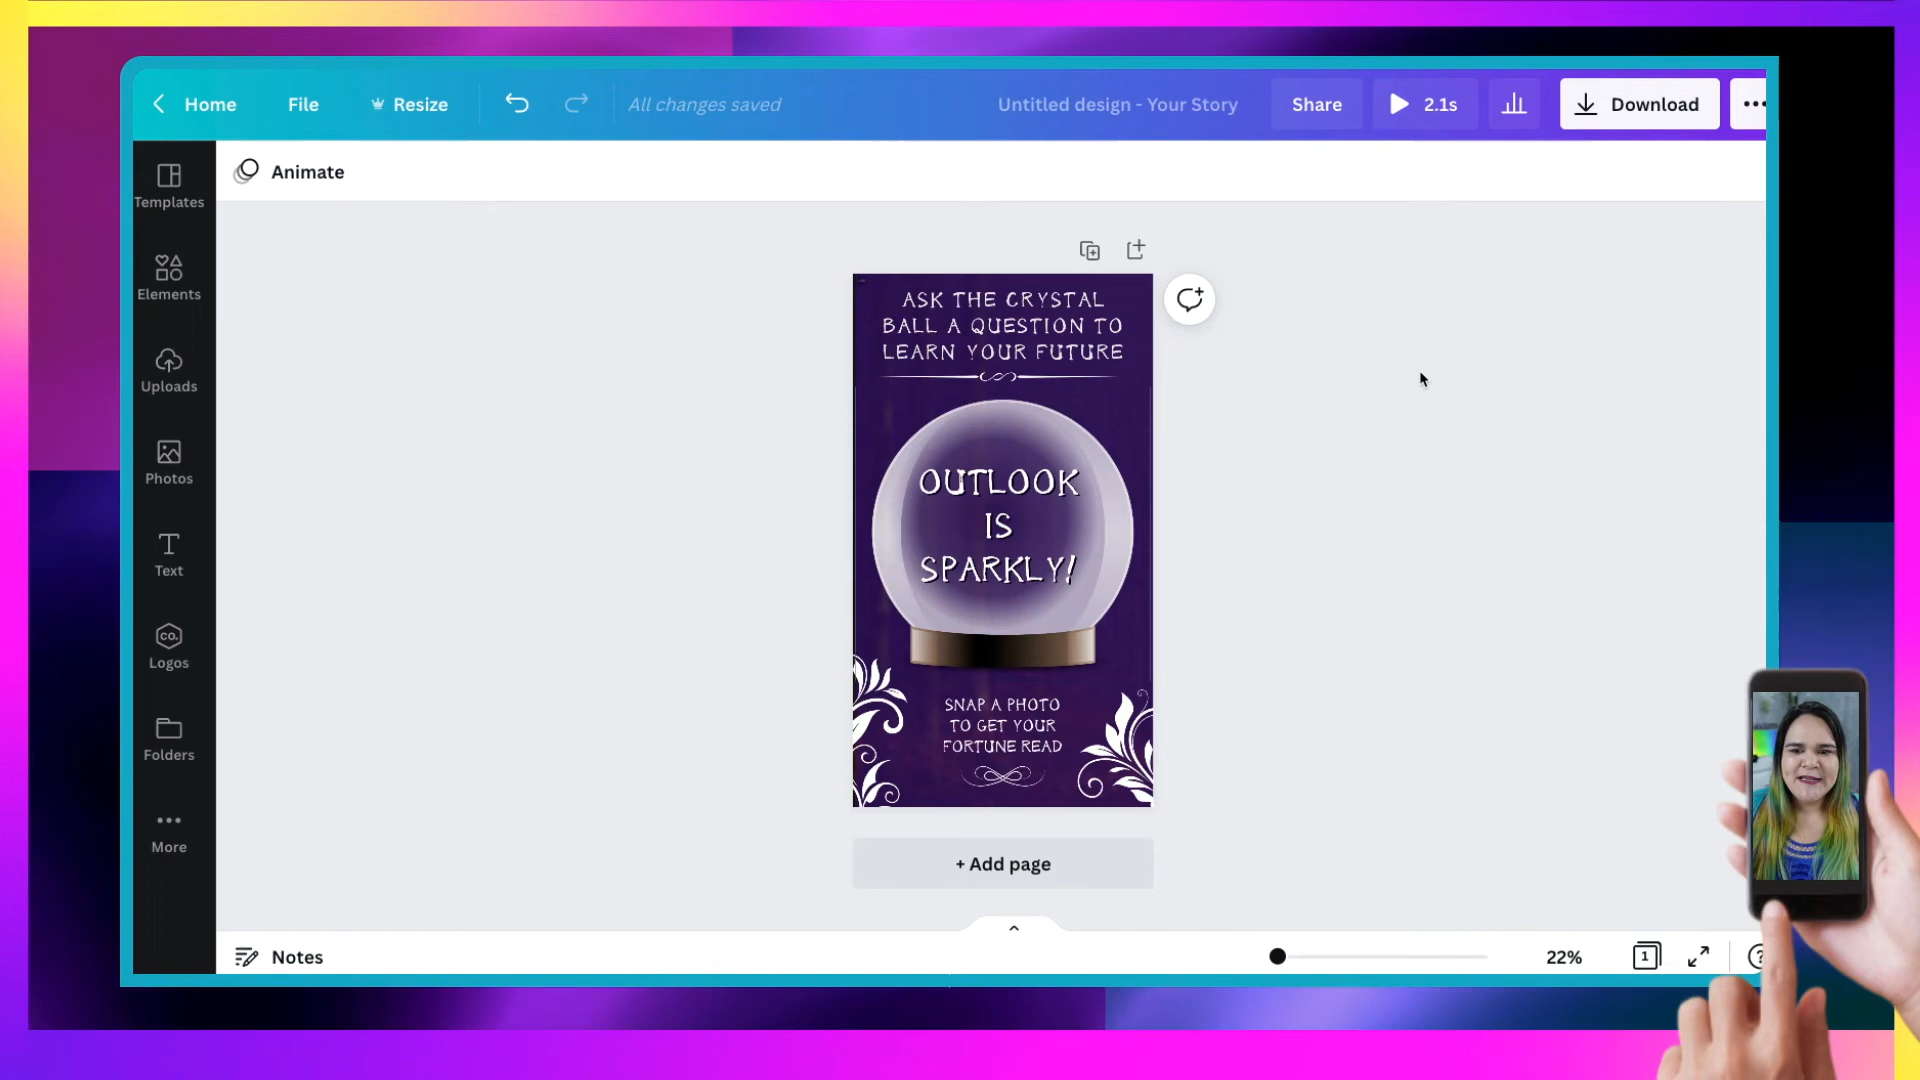 Home File Resize All changes saved Untitled design - Your Story Share 2.1s Download
Animate
Templates
Elements
Uploads
Photos
Text
CO.
Logos
Folders
More
ASK THE CRYSTAL
BALL A QUESTION TO
LEARN YOUR FUTURE
OUTLOOK
IS
SPARKLY!
SNAP A PHOTO
TO GET YOUR
FORTUNE READ
+ Add page
Notes 22% 1 ?